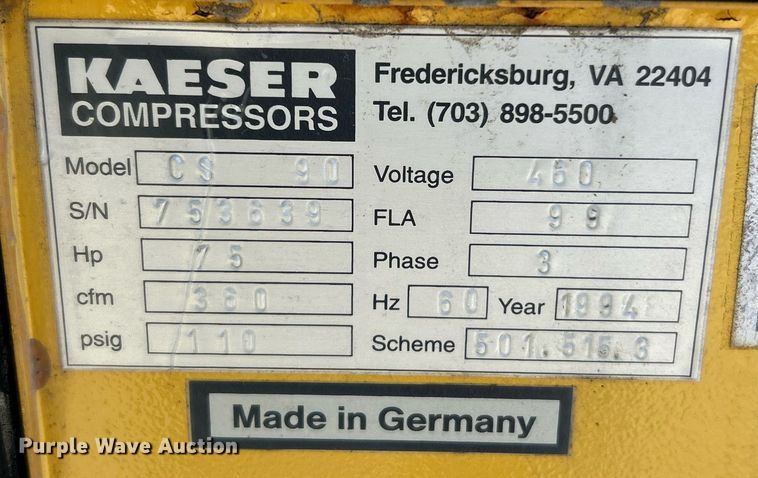 KAESER
COMPRESSORS
Fredericksburg, VA 22404
Tel. (703) 898-5500
Model CS 90
S/N 753639
Hp 75
cfm 360
psig 110
Voltage 460
FLA 99
Phase 3
Hz 60 Year 1994
Scheme 501.515.3
Made in Germany
Purple Wave Auction